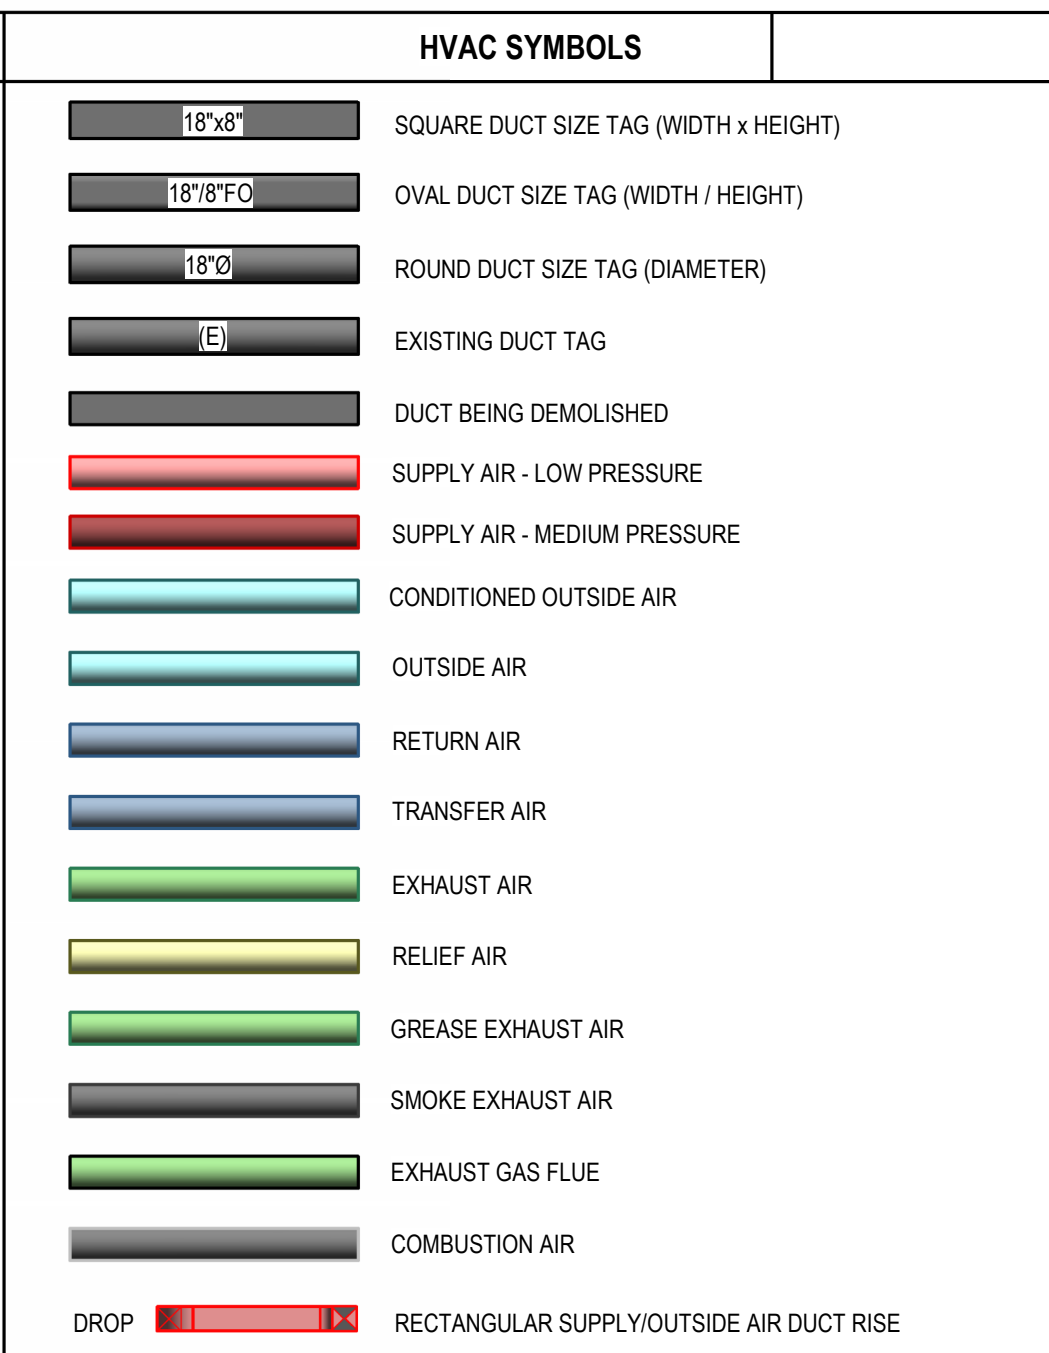 HVAC SYMBOLS
18"x8" SQUARE DUCT SIZE TAG (WIDTH x HEIGHT)
18"/8"FO OVAL DUCT SIZE TAG (WIDTH / HEIGHT)
18"Ø ROUND DUCT SIZE TAG (DIAMETER)
(E) EXISTING DUCT TAG
DUCT BEING DEMOLISHED
SUPPLY AIR - LOW PRESSURE
SUPPLY AIR - MEDIUM PRESSURE
CONDITIONED OUTSIDE AIR
OUTSIDE AIR
RETURN AIR
TRANSFER AIR
EXHAUST AIR
RELIEF AIR
GREASE EXHAUST AIR
SMOKE EXHAUST AIR
EXHAUST GAS FLUE
COMBUSTION AIR
DROP RECTANGULAR SUPPLY/OUTSIDE AIR DUCT RISE